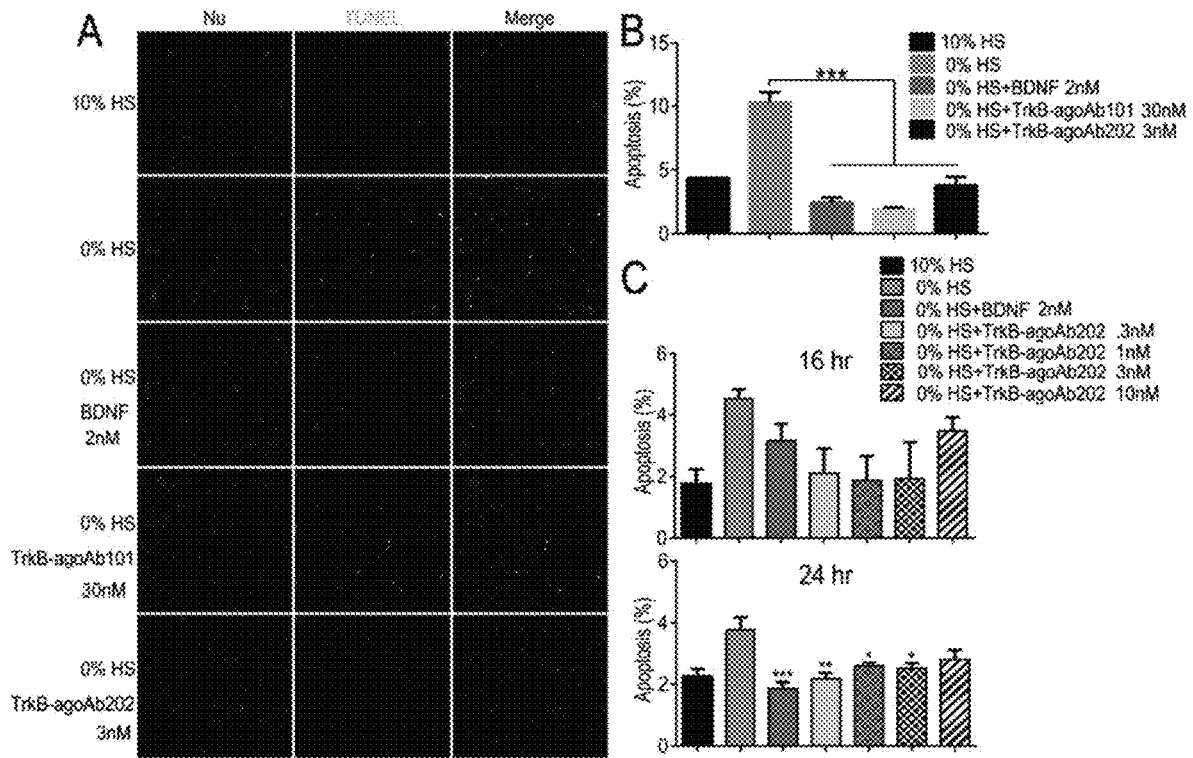 A
Nu TUNEL Merge
10% HS
0% HS
0% HS
BDNF
2nM
0% HS
TrkB-agoAb101
30nM
0% HS
TrkB-agoAb202
3nM
B
15
10
5
0
Apoptosis (%)
***
10% HS
0% HS
0% HS+BDNF 2nM
0% HS+TrkB-agoAb101 30nM
0% HS+TrkB-agoAb202 3nM
C
10% HS
0% HS
0% HS+BDNF 2nM
0% HS+TrkB-agoAb202 .3nM
0% HS+TrkB-agoAb202 1nM
0% HS+TrkB-agoAb202 3nM
0% HS+TrkB-agoAb202 10nM
16 hr
6
4
2
0
Apoptosis (%)
24 hr
6
4
2
0
Apoptosis (%)
*** ** * *